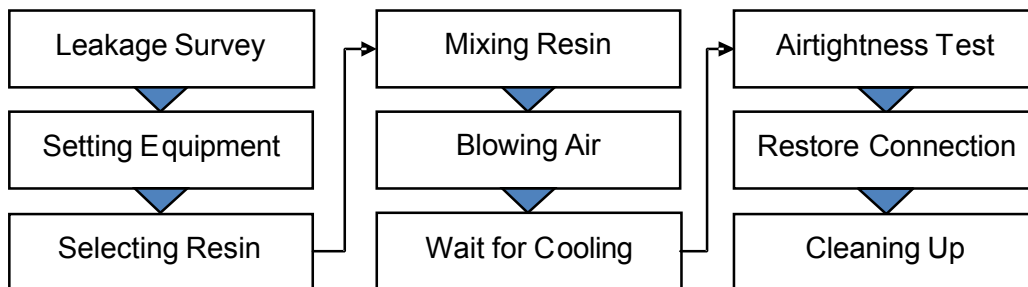 Leakage Survey
Setting Equipment
Selecting Resin
Mixing Resin
Blowing Air
Wait for Cooling
Airtightness Test
Restore Connection
Cleaning Up